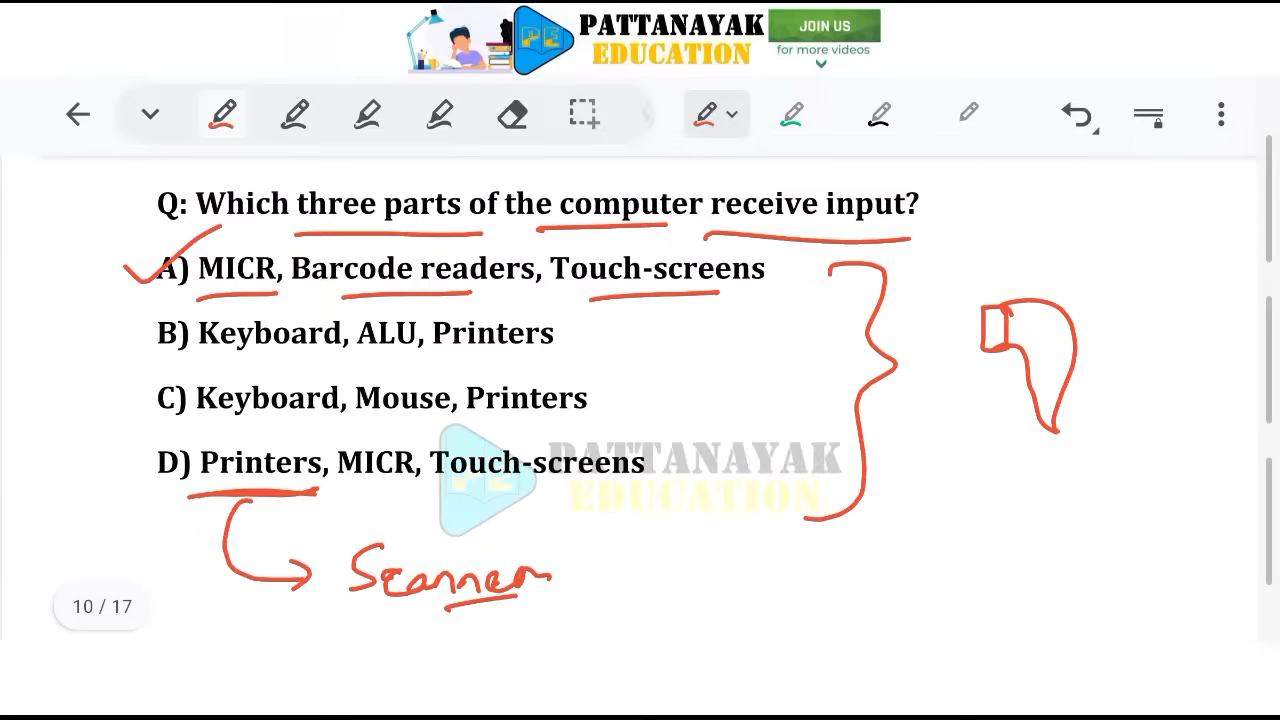 PATTANAYAK
EDUCATION
JOIN US
for more videos
Q: Which three parts of the computer receive input?
A) MICR, Barcode readers, Touch-screens
B) Keyboard, ALU, Printers
C) Keyboard, Mouse, Printers
D) Printers, MICR, Touch-screens
PATTANAYAK
EDUCATION
Scanner
10 / 17